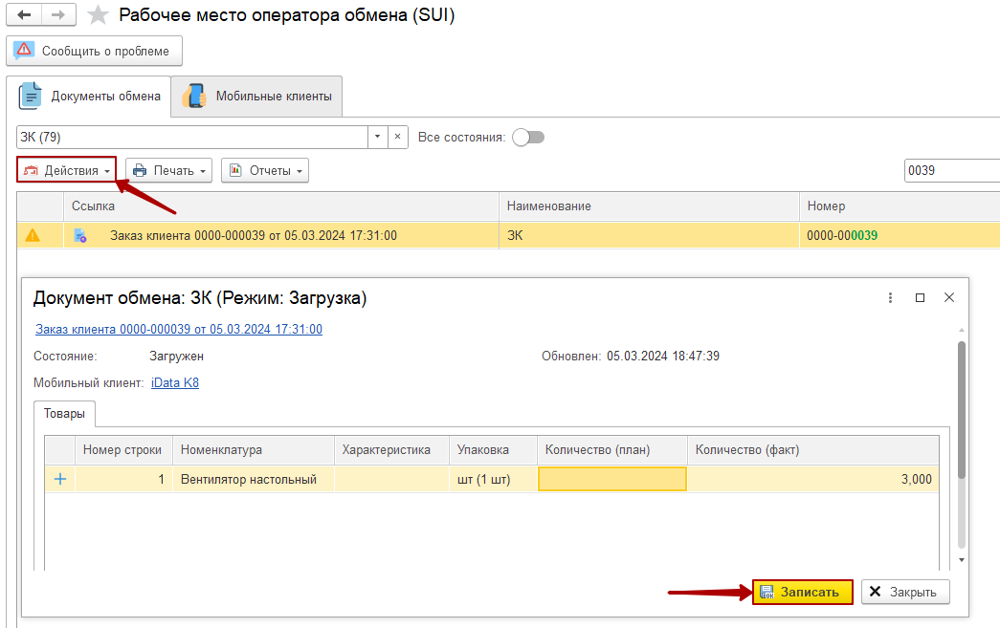 Рабочее место оператора обмена (SUI)
Сообщить о проблеме
Документы обмена Мобильные клиенты
ЗК (79) Все состояния:
Действия Печать Отчеты 0039
Ссылка Наименование Номер
Заказ клиента 0000-000039 от 05.03.2024 17:31:00 ЗК 0000-000039
Документ обмена: ЗК (Режим: Загрузка)
Заказ клиента 0000-000039 от 05.03.2024 17:31:00
Состояние: Загружен Обновлен: 05.03.2024 18:47:39
Мобильный клиент: iData K8
Товары
Номер строки Номенклатура Характеристика Упаковка Количество (план) Количество (факт)
1 Вентилятор настольный шт (1 шт) 3,000
Записать Закрыть